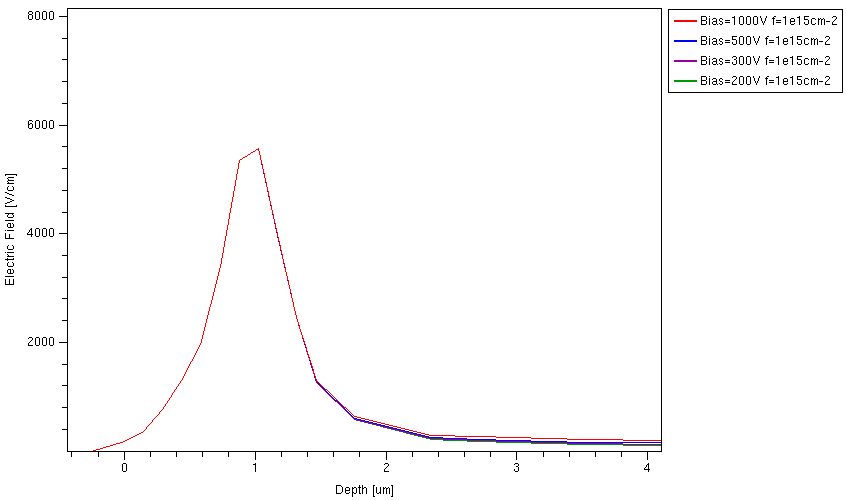 8000
6000
4000
2000
Electric Field [V/cm]
0
1
2
3
4
Depth [um]
Bias=1000V f=1e15cm-2
Bias=500V f=1e15cm-2
Bias=300V f=1e15cm-2
Bias=200V f=1e15cm-2